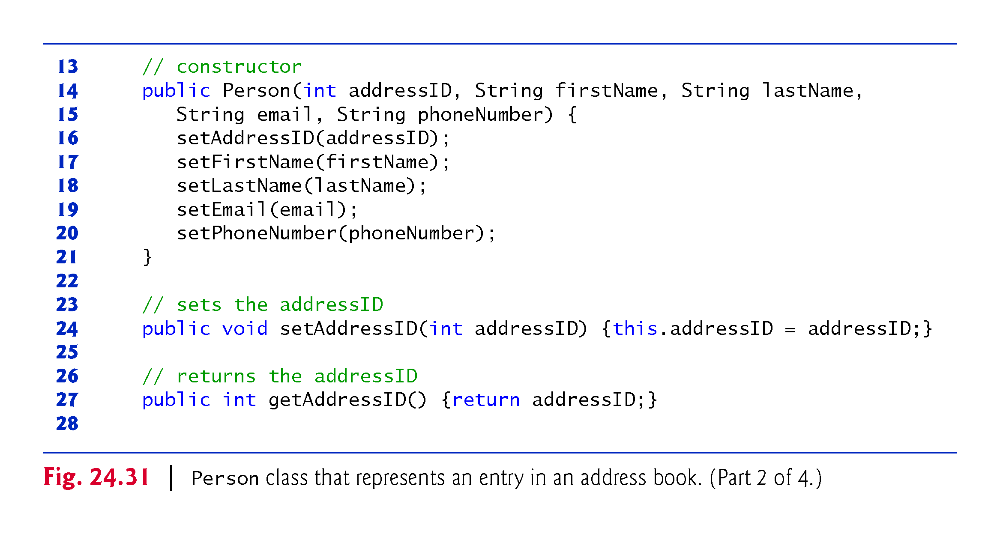 13 // constructor
14 public Person(int addressID, String firstName, String lastName,
15 String email, String phoneNumber) {
16 setAddressID(addressID);
17 setFirstName(firstName);
18 setLastName(lastName);
19 setEmail(email);
20 setPhoneNumber(phoneNumber);
21 }
22
23 // sets the addressID
24 public void setAddressID(int addressID) {this.addressID = addressID;}
25
26 // returns the addressID
27 public int getAddressID() {return addressID;}
28
Fig. 24.31 | Person class that represents an entry in an address book. (Part 2 of 4.)